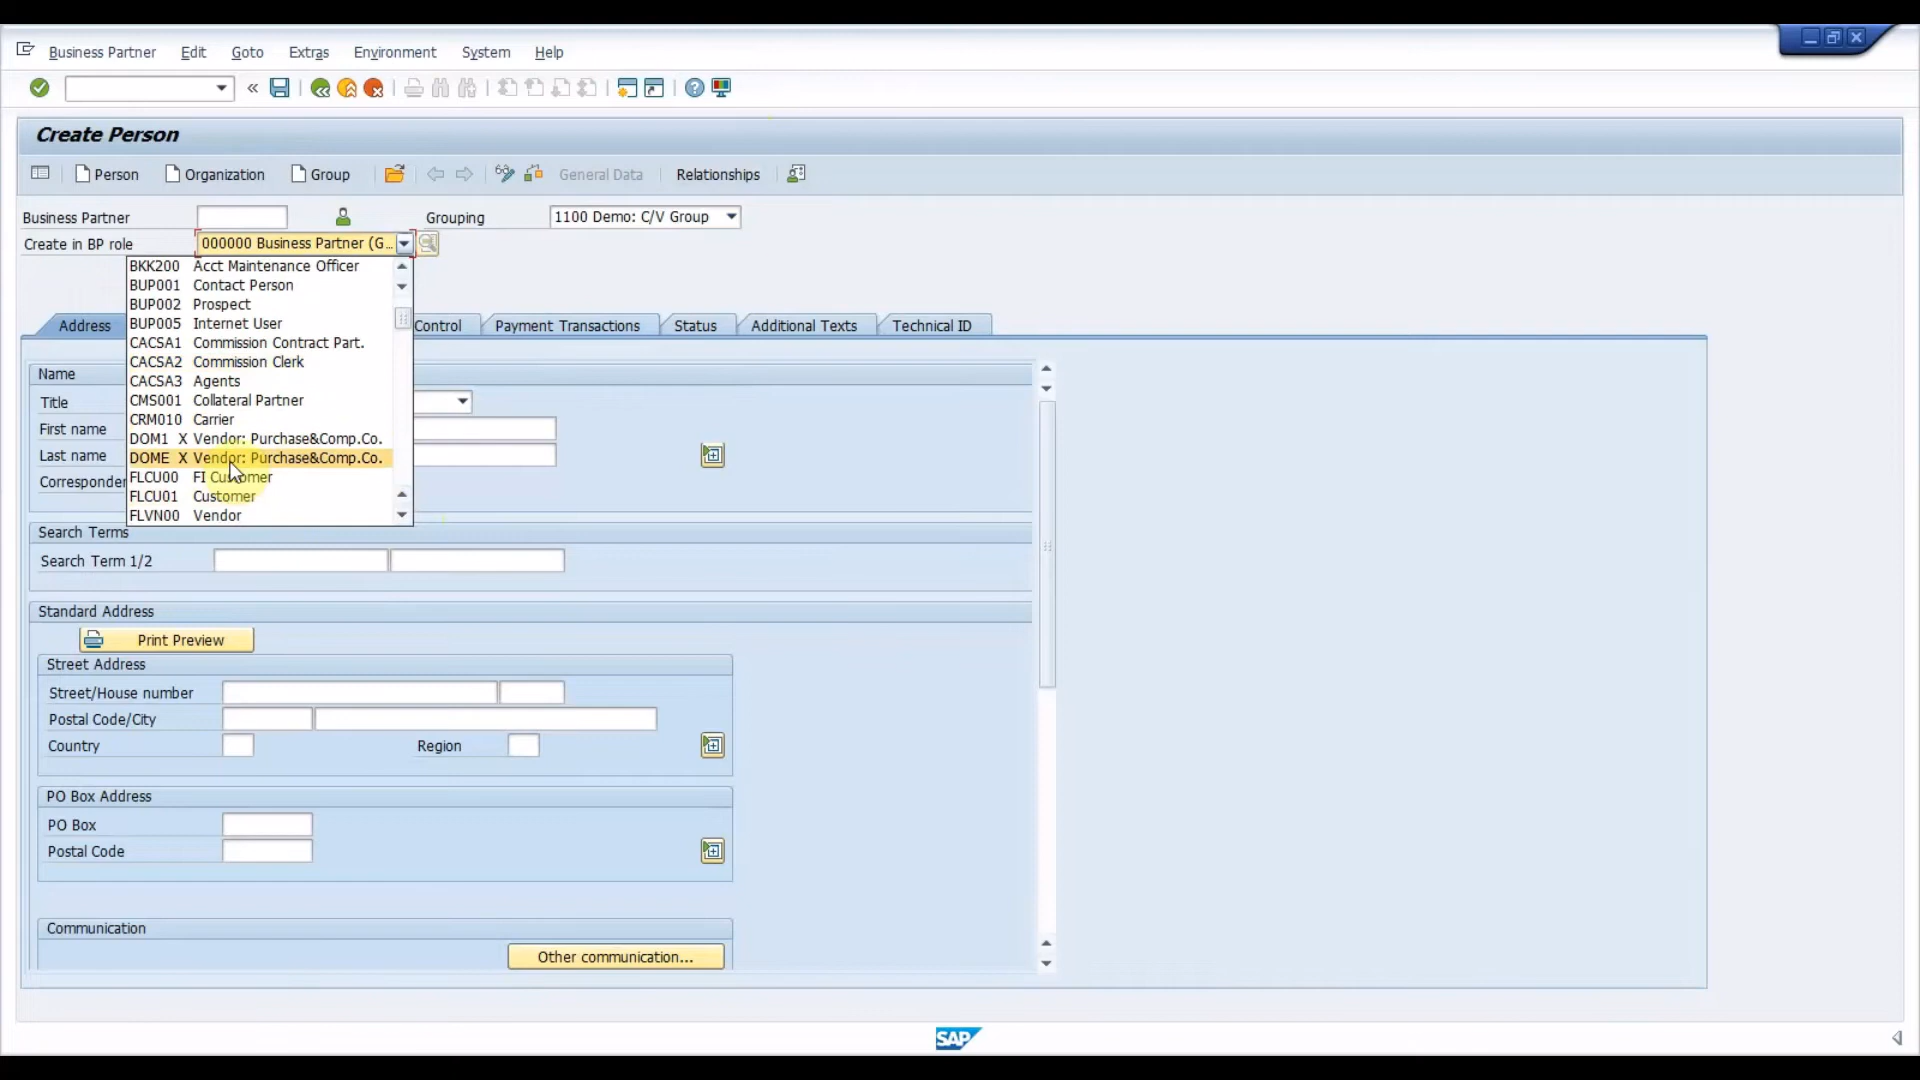 Business Partner Edit Goto Extras Environment System Help
Create Person
Person Organization Group General Data Relationships
Business Partner Grouping 1100 Demo: C/V Group
Create in BP role 000000 Business Partner (G...
BKK200 Acct Maintenance Officer
BUP001 Contact Person
BUP002 Prospect
BUP005 Internet User
CACSA1 Commission Contract Part.
CACSA2 Commission Clerk
CACSA3 Agents
CMS001 Collateral Partner
CRM010 Carrier
DOM1 X Vendor: Purchase&Comp.Co.
DOME X Vendor: Purchase&Comp.Co.
FLCU00 FI Customer
FLCU01 Customer
FLVN00 Vendor
Address Control Payment Transactions Status Additional Texts Technical ID
Name
Title
First name
Last name
Corresponden
Search Terms
Search Term 1/2
Standard Address
Print Preview
Street Address
Street/House number
Postal Code/City
Country Region
PO Box Address
PO Box
Postal Code
Communication
Other communication...
SAP